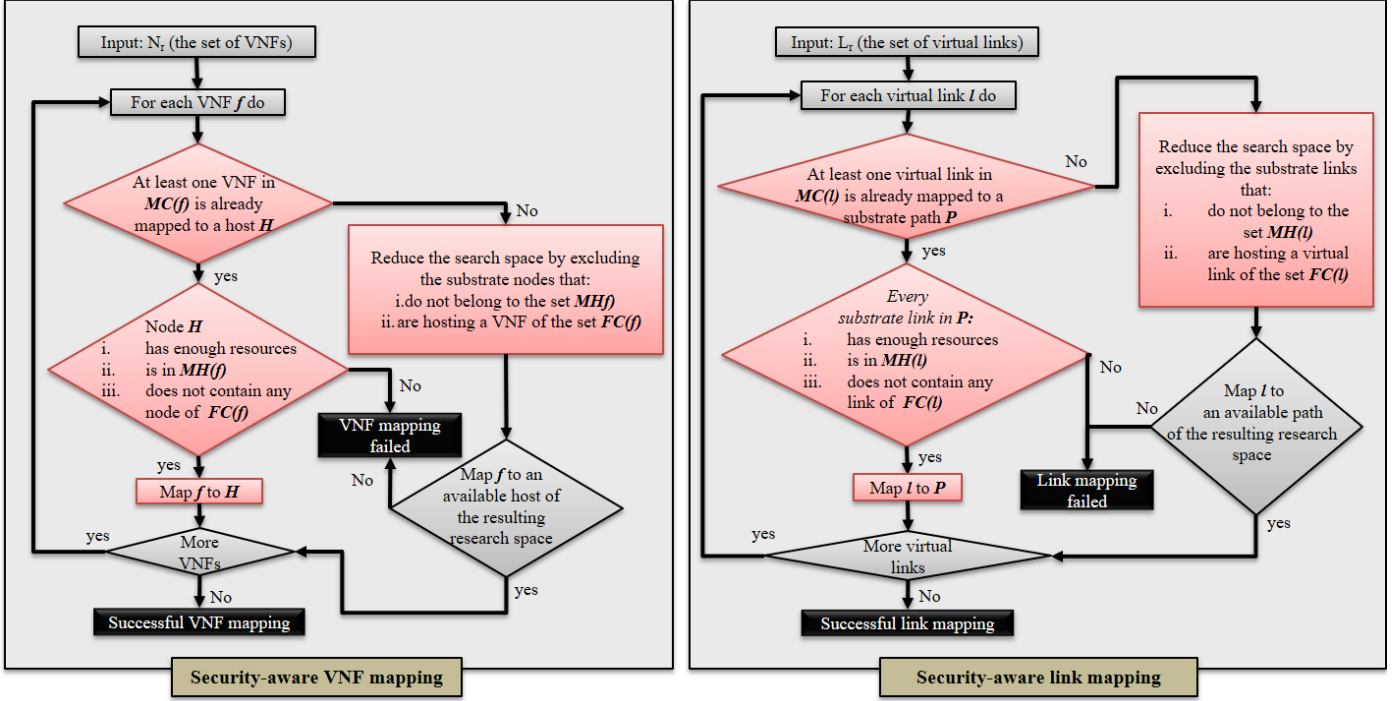 Input: Nr (the set of VNFs)
For each VNF f do
At least one VNF in
MC(f) is already
mapped to a host H
No
yes
Reduce the search space by excluding
the substrate nodes that:
i.do not belong to the set MHf)
ii. are hosting a VNF of the set FC(f)
Node H
i. has enough resources
ii. is in MH(f)
iii. does not contain any
node of FC(f)
No
VNF mapping
failed
yes
Map f to H
No
Map f to an
available host of
the resulting
research space
yes
More
VNFs
yes
No
Successful VNF mapping
Security-aware VNF mapping
Input: Lr (the set of virtual links)
For each virtual link l do
No
At least one virtual link in
MC(l) is already mapped to a
substrate path P
yes
Reduce the search space by
excluding the substrate links
that:
i. do not belong to the
set MH(l)
ii. are hosting a virtual
link of the set FC(l)
Every
substrate link in P:
i. has enough resources
ii. is in MH(l)
iii. does not contain any
link of FC(l)
No
No
Map l to
an available path
of the resulting research
space
yes
Map l to P
Link mapping
failed
yes
yes
More virtual
links
No
Successful link mapping
Security-aware link mapping